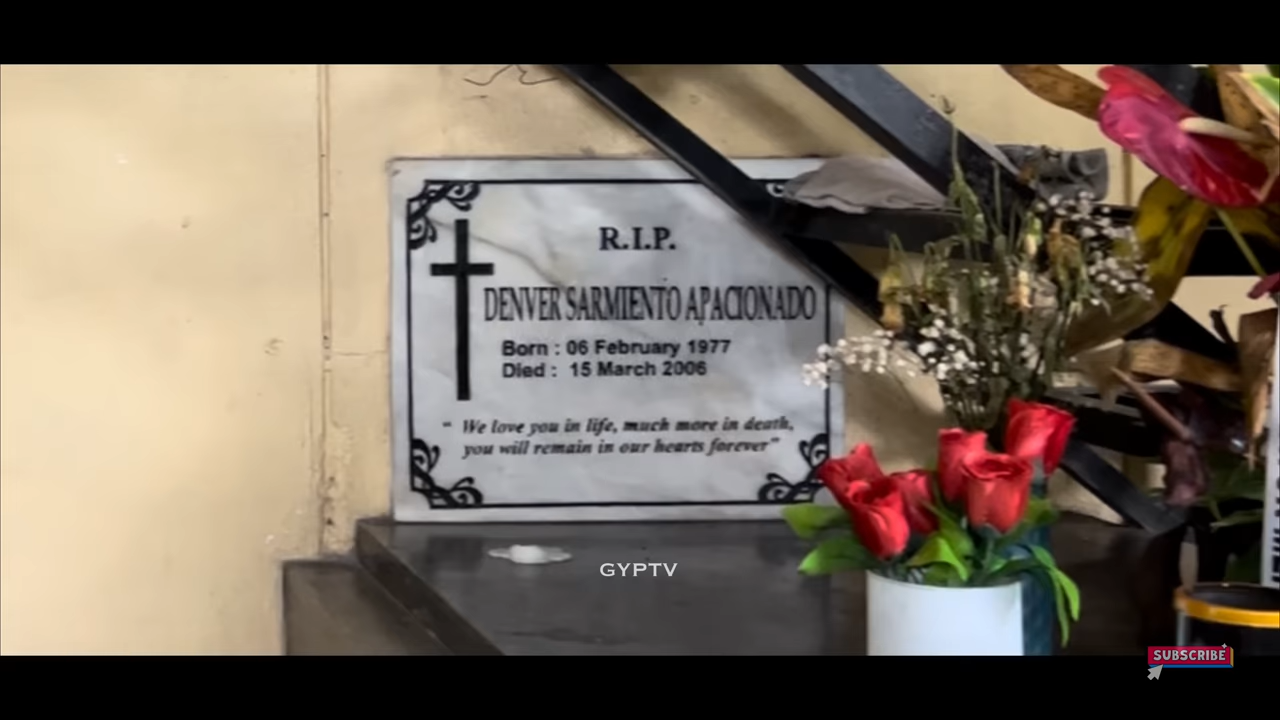 R.I.P.
DENVER SARMIENTO APACIONADO
Born : 06 February 1977
Died : 15 March 2006
“ We love you in life, much more in death,
you will remain in our hearts forever”
GYPTV
SUBSCRIBE